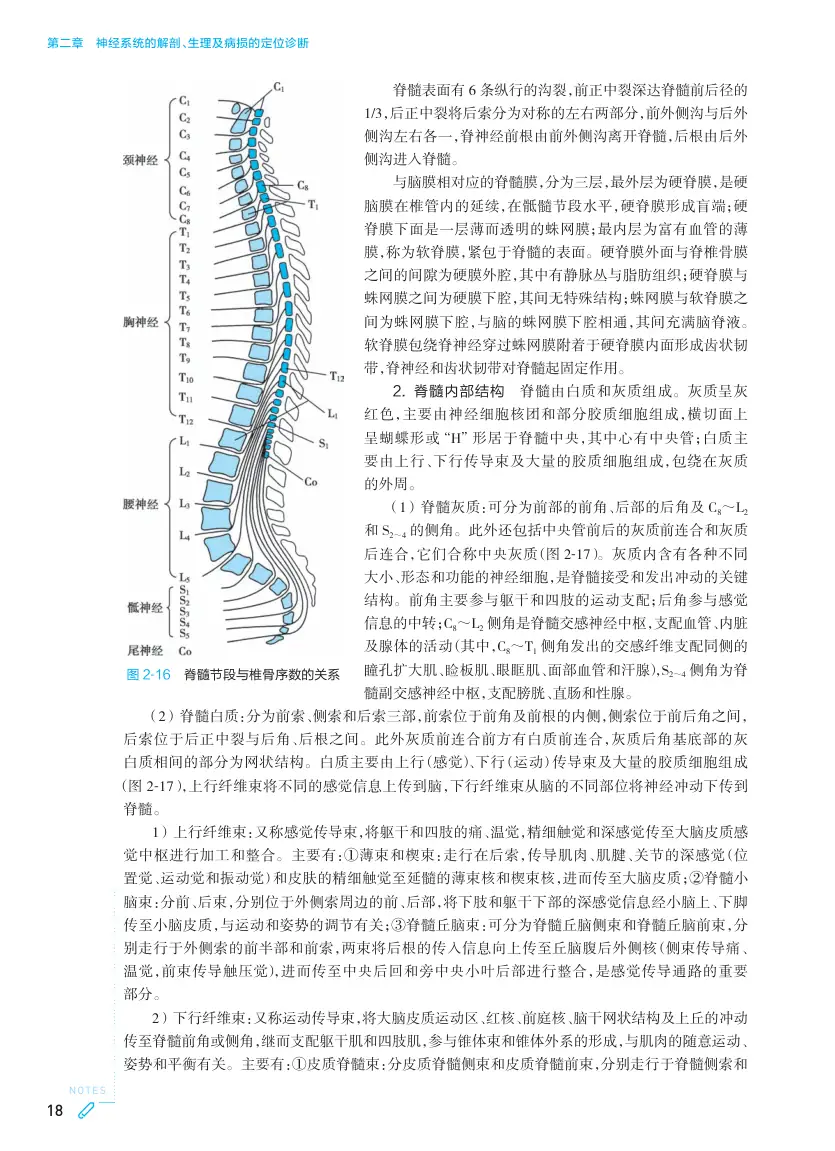 第二章 神经系统的解剖、生理及病损的定位诊断
C₁
C₁
C₂
C₃
C₄
颈神经
C₅
C₆
C₈
C₇
T₁
C₈
T₁
T₂
T₃
T₄
T₅
T₆
胸神经
T₇
T₈
T₉
T₁₀
T₁₂
T₁₁
L₁
T₁₂
S₁
L₁
L₂
Co
腰神经
L₃
L₄
L₅
S₁
S₂
骶神经
S₃
S₄
S₅
尾神经 Co
图 2-16 脊髓节段与椎骨序数的关系
脊髓表面有 6 条纵行的沟裂,前正中裂深达脊髓前后径的
1/3,后正中裂将后索分为对称的左右两部分,前外侧沟与后外
侧沟左右各一,脊神经前根由前外侧沟离开脊髓,后根由后外
侧沟进入脊髓。
与脑膜相对应的脊髓膜,分为三层,最外层为硬脊膜,是硬
脑膜在椎管内的延续,在骶髓节段水平,硬脊膜形成盲端;硬
脊膜下面是一层薄而透明的蛛网膜;最内层为富有血管的薄
膜,称为软脊膜,紧包于脊髓的表面。硬脊膜外面与脊椎骨膜
之间的间隙为硬膜外腔,其中有静脉丛与脂肪组织;硬脊膜与
蛛网膜之间为硬膜下腔,其间无特殊结构;蛛网膜与软脊膜之
间为蛛网膜下腔,与脑的蛛网膜下腔相通,其间充满脑脊液。
软脊膜包绕脊神经穿过蛛网膜附着于硬脊膜内面形成齿状韧
带,脊神经和齿状韧带对脊髓起固定作用。
2. 脊髓内部结构 脊髓由白质和灰质组成。灰质呈灰
红色,主要由神经细胞核团和部分胶质细胞组成,横切面上
呈蝴蝶形或“H”形居于脊髓中央,其中心有中央管;白质主
要由上行、下行传导束及大量的胶质细胞组成,包绕在灰质
的外周。
(1)脊髓灰质:可分为前部的前角、后部的后角及 C₈～L₂
和 S₂～₄ 的侧角。此外还包括中央管前后的灰质前连合和灰质
后连合,它们合称中央灰质(图 2-17)。灰质内含有各种不同
大小、形态和功能的神经细胞,是脊髓接受和发出冲动的关键
结构。前角主要参与躯干和四肢的运动支配;后角参与感觉
信息的中转;C₈～L₂ 侧角是脊髓交感神经中枢,支配血管、内脏
及腺体的活动(其中,C₈～T₁ 侧角发出的交感纤维支配同侧的
瞳孔扩大肌、睑板肌、眼眶肌、面部血管和汗腺),S₂～₄ 侧角为脊
髓副交感神经中枢,支配膀胱、直肠和性腺。
(2)脊髓白质:分为前索、侧索和后索三部,前索位于前角及前根的内侧,侧索位于前后角之间,
后索位于后正中裂与后角、后根之间。此外灰质前连合前方有白质前连合,灰质后角基底部的灰
白质相间的部分为网状结构。白质主要由上行(感觉)、下行(运动)传导束及大量的胶质细胞组成
(图 2-17),上行纤维束将不同的感觉信息上传到脑,下行纤维束从脑的不同部位将神经冲动下传到
脊髓。
1)上行纤维束:又称感觉传导束,将躯干和四肢的痛、温觉,精细触觉和深感觉传至大脑皮质感
觉中枢进行加工和整合。主要有:①薄束和楔束:走行在后索,传导肌肉、肌腱、关节的深感觉(位
置觉、运动觉和振动觉)和皮肤的精细触觉至延髓的薄束核和楔束核,进而传至大脑皮质;②脊髓小
脑束:分前、后束,分别位于外侧索周边的前、后部,将下肢和躯干下部的深感觉信息经小脑上、下脚
传至小脑皮质,与运动和姿势的调节有关;③脊髓丘脑束:可分为脊髓丘脑侧束和脊髓丘脑前束,分
别走行于外侧索的前半部和前索,两束将后根的传入信息向上传至丘脑腹后外侧核(侧束传导痛、
温觉,前束传导触压觉),进而传至中央后回和旁中央小叶后部进行整合,是感觉传导通路的重要
部分。
2)下行纤维束:又称运动传导束,将大脑皮质运动区、红核、前庭核、脑干网状结构及上丘的冲动
传至脊髓前角或侧角,继而支配躯干肌和四肢肌,参与锥体束和锥体外系的形成,与肌肉的随意运动、
姿势和平衡有关。主要有:①皮质脊髓束:分皮质脊髓侧束和皮质脊髓前束,分别走行于脊髓侧索和
NOTES
18